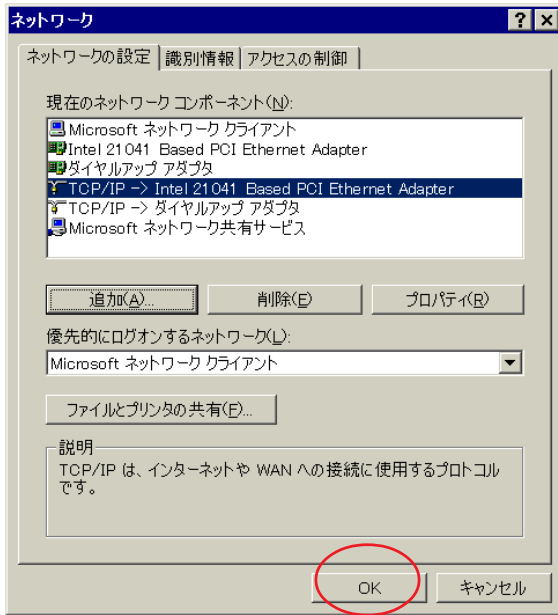 ネットワーク
ネットワークの設定 識別情報 アクセスの制御
現在のネットワーク コンポーネント(N):
Microsoft ネットワーク クライアント
Intel 21041 Based PCI Ethernet Adapter
ダイヤルアップ アダプタ
TCP/IP -> Intel 21041 Based PCI Ethernet Adapter
TCP/IP -> ダイヤルアップ アダプタ
Microsoft ネットワーク共有サービス
追加(A)... 削除(E) プロパティ(R)
優先的にログオンするネットワーク(L):
Microsoft ネットワーク クライアント
ファイルとプリンタの共有(F)...
説明
TCP/IP は、インターネットや WAN への接続に使用するプロトコル
です。
OK キャンセル